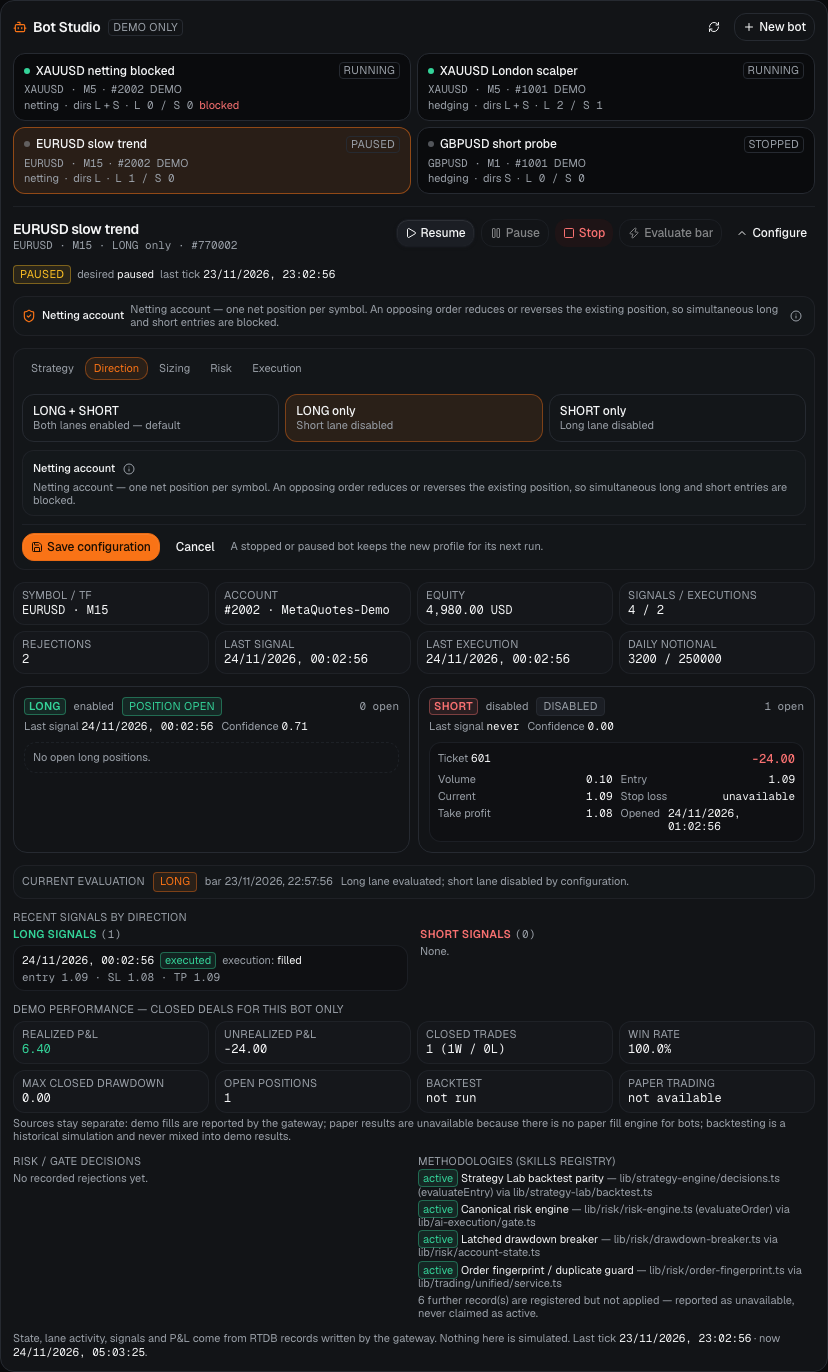 Bot Studio DEMO ONLY
New bot
XAUUSD netting blocked RUNNING
XAUUSD · M5 · #2002 DEMO
netting · dirs L + S · L 0 / S 0 blocked
XAUUSD London scalper RUNNING
XAUUSD · M5 · #1001 DEMO
hedging · dirs L + S · L 2 / S 1
EURUSD slow trend PAUSED
EURUSD · M15 · #2002 DEMO
netting · dirs L · L 1 / S 0
GBPUSD short probe STOPPED
GBPUSD · M1 · #1001 DEMO
hedging · dirs S · L 0 / S 0
EURUSD slow trend
EURUSD · M15 · LONG only · #770002
Resume Pause Stop Evaluate bar Configure
PAUSED desired paused last tick 23/11/2026, 23:02:56
Netting account Netting account — one net position per symbol. An opposing order reduces or reverses the existing position, so simultaneous long
and short entries are blocked.
Strategy Direction Sizing Risk Execution
LONG + SHORT
Both lanes enabled — default
LONG only
Short lane disabled
SHORT only
Long lane disabled
Netting account
Netting account — one net position per symbol. An opposing order reduces or reverses the existing position, so simultaneous long and short entries are
blocked.
Save configuration Cancel A stopped or paused bot keeps the new profile for its next run.
SYMBOL / TF
EURUSD · M15
ACCOUNT
#2002 · MetaQuotes-Demo
EQUITY
4,980.00 USD
SIGNALS / EXECUTIONS
4 / 2
REJECTIONS
2
LAST SIGNAL
24/11/2026, 00:02:56
LAST EXECUTION
24/11/2026, 00:02:56
DAILY NOTIONAL
3200 / 250000
LONG enabled POSITION OPEN 0 open
Last signal 24/11/2026, 00:02:56 Confidence 0.71
No open long positions.
SHORT disabled DISABLED 1 open
Last signal never Confidence 0.00
Ticket 601 -24.00
Volume 0.10 Entry 1.09
Current 1.09 Stop loss unavailable
Take profit 1.08 Opened 24/11/2026,
01:02:56
CURRENT EVALUATION LONG bar 23/11/2026, 22:57:56 Long lane evaluated; short lane disabled by configuration.
RECENT SIGNALS BY DIRECTION
LONG SIGNALS (1)
24/11/2026, 00:02:56 executed execution: filled
entry 1.09 · SL 1.08 · TP 1.09
SHORT SIGNALS (0)
None.
DEMO PERFORMANCE — CLOSED DEALS FOR THIS BOT ONLY
REALIZED P&L
6.40
UNREALIZED P&L
-24.00
CLOSED TRADES
1 (1W / 0L)
WIN RATE
100.0%
MAX CLOSED DRAWDOWN
0.00
OPEN POSITIONS
1
BACKTEST
not run
PAPER TRADING
not available
Sources stay separate: demo fills are reported by the gateway; paper results are unavailable because there is no paper fill engine for bots; backtesting is a
historical simulation and never mixed into demo results.
RISK / GATE DECISIONS
No recorded rejections yet.
METHODOLOGIES (SKILLS REGISTRY)
active Strategy Lab backtest parity — lib/strategy-engine/decisions.ts
(evaluateEntry) via lib/strategy-lab/backtest.ts
active Canonical risk engine — lib/risk/risk-engine.ts (evaluateOrder) via
lib/ai-execution/gate.ts
active Latched drawdown breaker — lib/risk/drawdown-breaker.ts via
lib/risk/account-state.ts
active Order fingerprint / duplicate guard — lib/risk/order-fingerprint.ts via
lib/trading/unified/service.ts
6 further record(s) are registered but not applied — reported as unavailable,
never claimed as active.
State, lane activity, signals and P&L come from RTDB records written by the gateway. Nothing here is simulated. Last tick 23/11/2026, 23:02:56 · now
24/11/2026, 05:03:25.